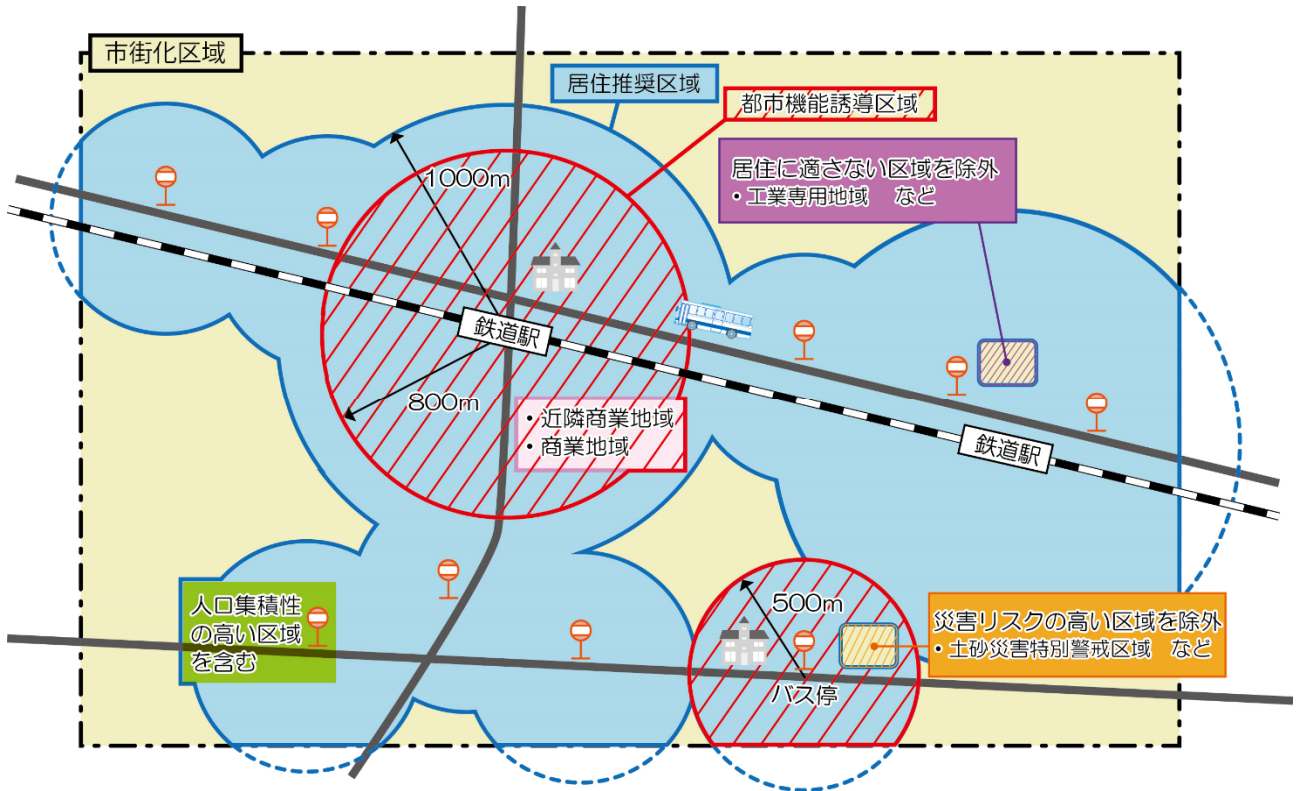 市街化区域
居住推奨区域
都市機能誘導区域
居住に適さない区域を除外
・工業専用地域 など
1000m
鉄道駅
800m
・近隣商業地域
・商業地域
鉄道駅
人口集積性
の高い区域
を含む
500m
バス停
災害リスクの高い区域を除外
・土砂災害特別警戒区域 など